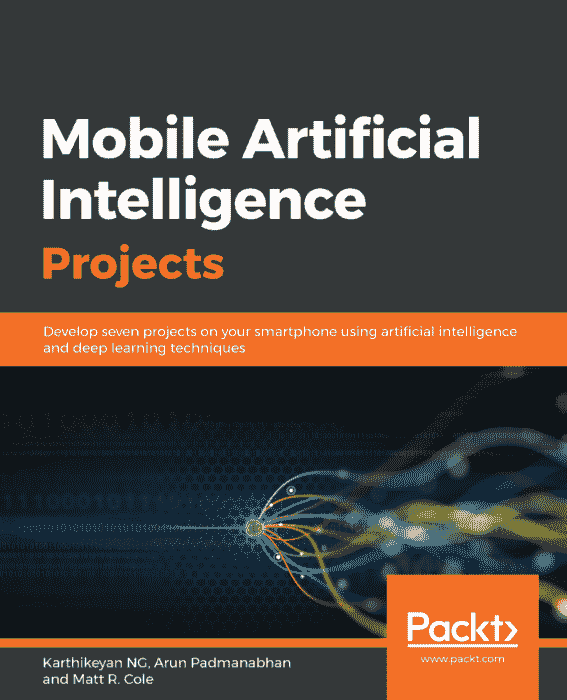 Mobile Artificial
Intelligence
Projects
Develop seven projects on your smartphone using artificial intelligence
and deep learning techniques
Packt>
www.packt.com
Karthikeyan NG, Arun Padmanabhan
and Matt R. Cole